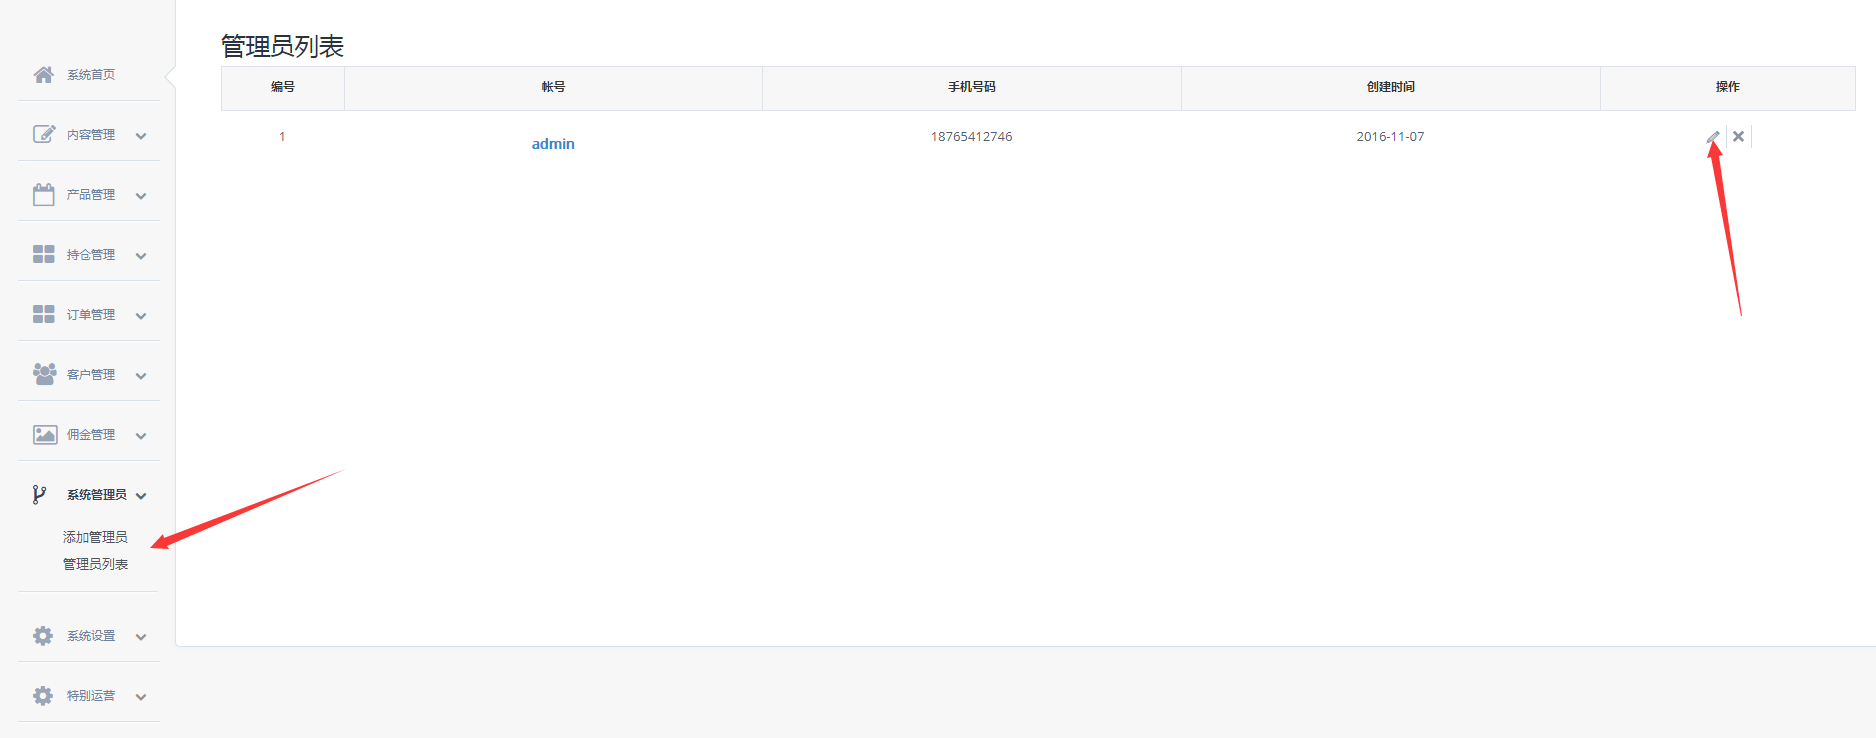 系统首页
内容管理
产品管理
持仓管理
订单管理
客户管理
佣金管理
系统管理员
添加管理员
管理员列表
系统设置
特别运营
管理员列表
编号 帐号 手机号码 创建时间 操作
1 admin 18765412746 2016-11-07